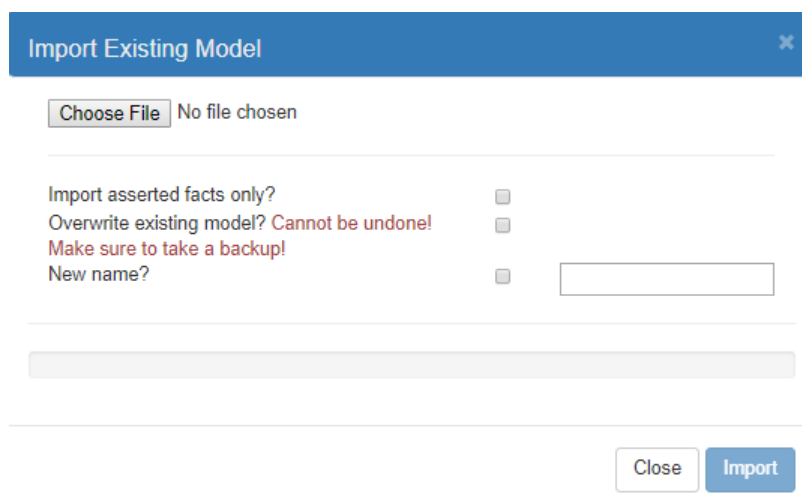 Import Existing Model
Choose File No file chosen
Import asserted facts only?
Overwrite existing model? Cannot be undone!
Make sure to take a backup!
New name?
Close Import